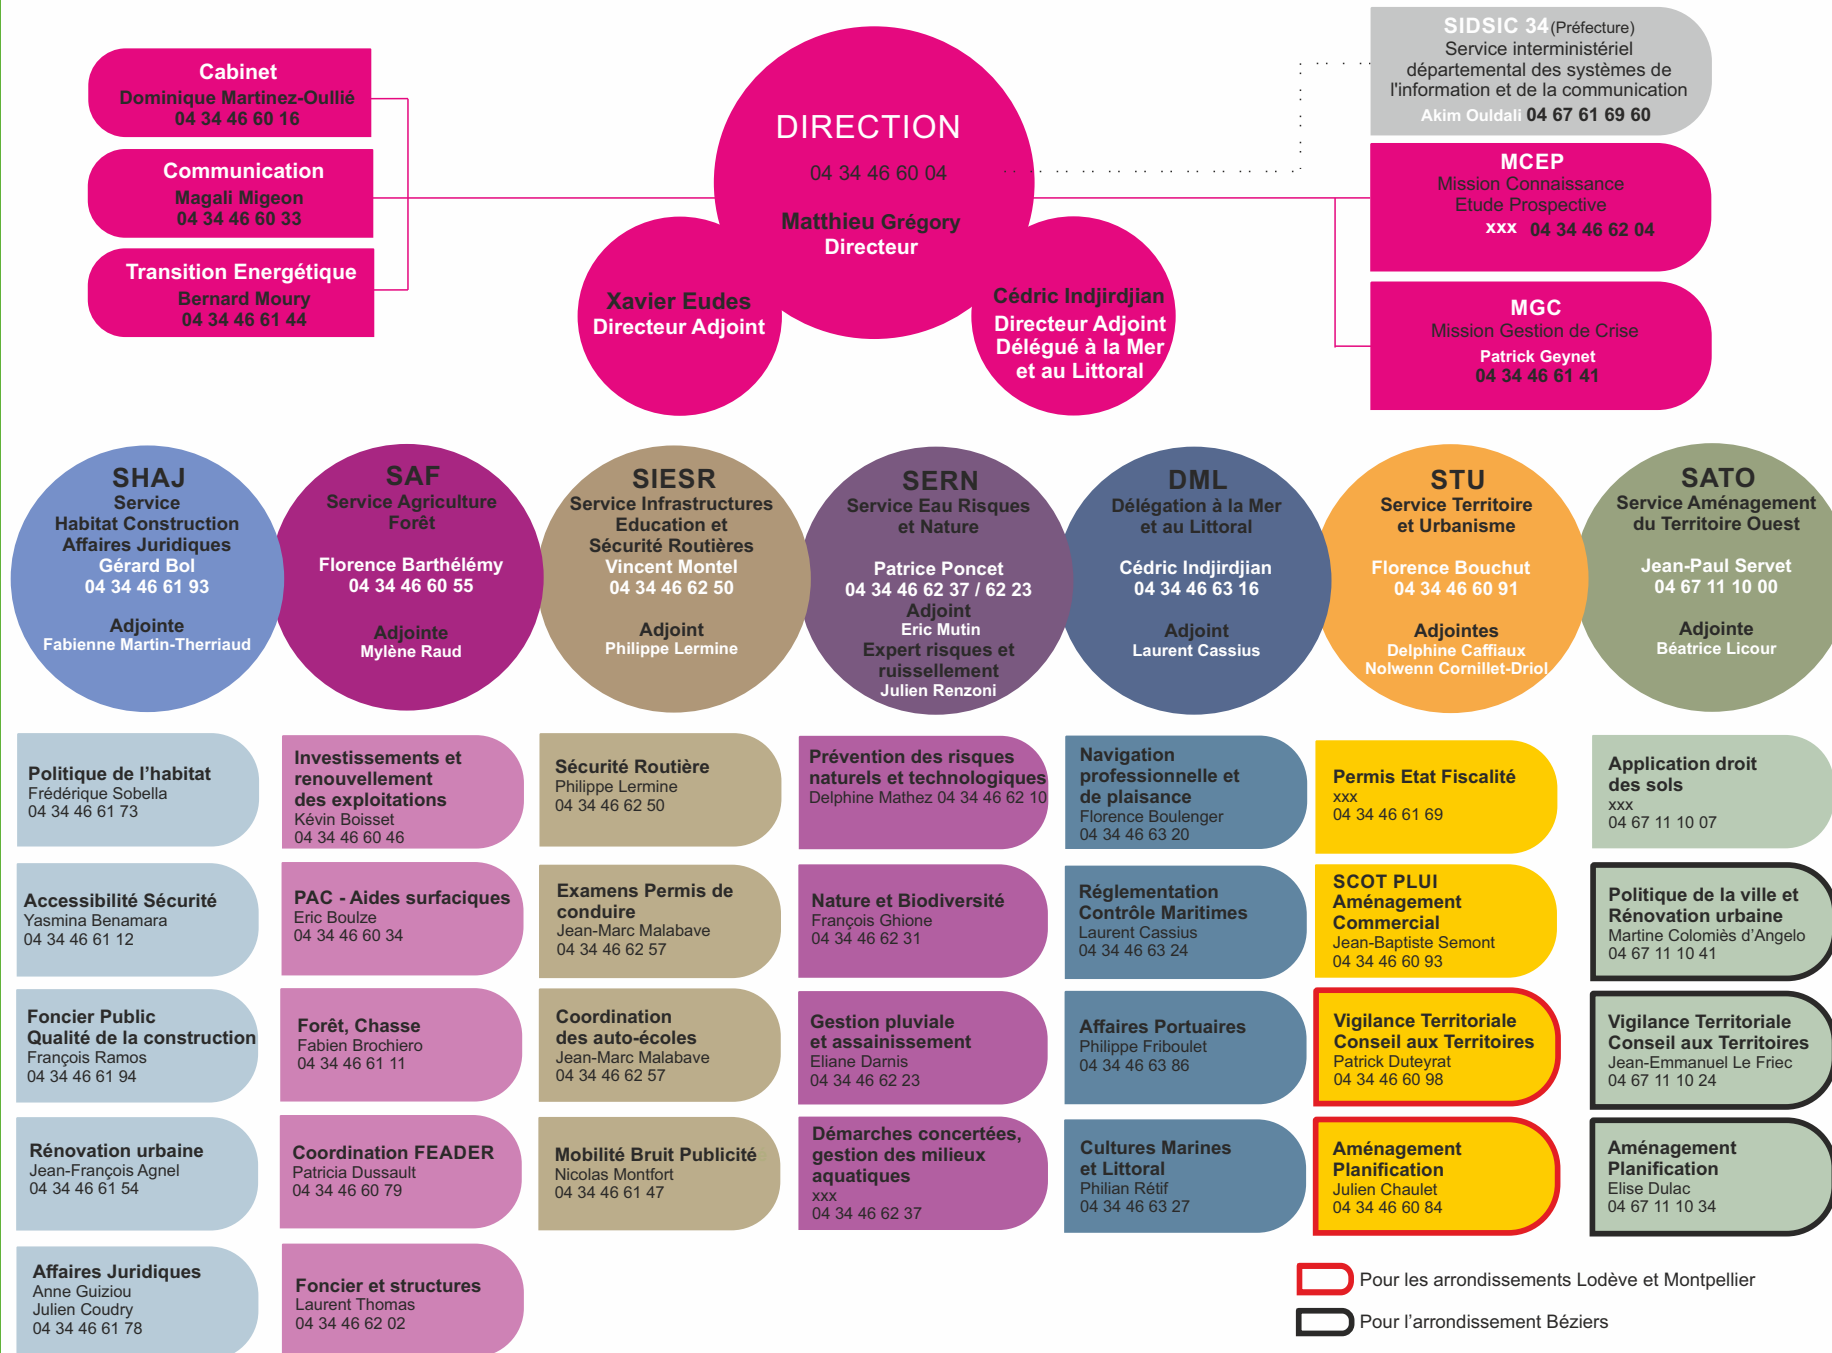 Cabinet
Dominique Martinez-Oullié
04 34 46 60 16
Communication
Magali Migeon
04 34 46 60 33
Transition Energétique
Bernard Moury
04 34 46 61 44
DIRECTION
04 34 46 60 04
Matthieu Grégory
Directeur
Xavier Eudes
Directeur Adjoint
Cédric Indjirdjian
Directeur Adjoint
Délégué à la Mer
et au Littoral
SIDSIC 34 (Préfecture)
Service interministériel
départemental des systèmes de
l'information et de la communication
Akim Ouldali 04 67 61 69 60
MCEP
Mission Connaissance
Etude Prospective
xxx 04 34 46 62 04
MGC
Mission Gestion de Crise
Patrick Geynet
04 34 46 61 41
SHAJ
Service
Habitat Construction
Affaires Juridiques
Gérard Bol
04 34 46 61 93
Adjointe
Fabienne Martin-Therriaud
SAF
Service Agriculture
Forêt
Florence Barthélémy
04 34 46 60 55
Adjointe
Mylène Raud
SIESR
Service Infrastructures
Education et
Sécurité Routières
Vincent Montel
04 34 46 62 50
Adjoint
Philippe Lermine
SERN
Service Eau Risques
et Nature
Patrice Poncet
04 34 46 62 37 / 62 23
Adjoint
Eric Mutin
Expert risques et
ruissellement
Julien Renzoni
DML
Délégation à la Mer
et au Littoral
Cédric Indjirdjian
04 34 46 63 16
Adjoint
Laurent Cassius
STU
Service Territoire
et Urbanisme
Florence Bouchut
04 34 46 60 91
Adjointes
Delphine Caffiaux
Nolwenn Cornillet-Driol
SATO
Service Aménagement
du Territoire Ouest
Jean-Paul Servet
04 67 11 10 00
Adjointe
Béatrice Licour
Politique de l'habitat
Frédérique Sobella
04 34 46 61 73
Accessibilité Sécurité
Yasmina Benamara
04 34 46 61 12
Foncier Public
Qualité de la construction
François Ramos
04 34 46 61 94
Rénovation urbaine
Jean-François Agnel
04 34 46 61 54
Affaires Juridiques
Anne Guiziou
Julien Coudry
04 34 46 61 78
Investissements et
renouvellement
des exploitations
Kévin Boisset
04 34 46 60 46
PAC - Aides surfaciques
Eric Boulze
04 34 46 60 34
Forêt, Chasse
Fabien Brochiero
04 34 46 61 11
Coordination FEADER
Patricia Dussault
04 34 46 60 79
Foncier et structures
Laurent Thomas
04 34 46 62 02
Sécurité Routière
Philippe Lermine
04 34 46 62 50
Examens Permis de
conduire
Jean-Marc Malabave
04 34 46 62 57
Coordination
des auto-écoles
Jean-Marc Malabave
04 34 46 62 57
Mobilité Bruit Publicité
Nicolas Montfort
04 34 46 61 47
Prévention des risques
naturels et technologiques
Delphine Mathez 04 34 46 62 10
Nature et Biodiversité
François Ghione
04 34 46 62 31
Gestion pluviale
et assainissement
Eliane Darnis
04 34 46 62 23
Démarches concertées,
gestion des milieux
aquatiques
xxx
04 34 46 62 37
Navigation
professionnelle et
de plaisance
Florence Boulenger
04 34 46 63 20
Réglementation
Contrôle Maritimes
Laurent Cassius
04 34 46 63 24
Affaires Portuaires
Philippe Friboulet
04 34 46 63 86
Cultures Marines
et Littoral
Philian Rétif
04 34 46 63 27
Permis Etat Fiscalité
xxx
04 34 46 61 69
SCOT PLUI
Aménagement
Commercial
Jean-Baptiste Semont
04 34 46 60 93
Vigilance Territoriale
Conseil aux Territoires
Patrick Duteyrat
04 34 46 60 98
Aménagement
Planification
Julien Chaulet
04 34 46 60 84
Application droit
des sols
xxx
04 67 11 10 07
Politique de la ville et
Rénovation urbaine
Martine Colomiès d'Angelo
04 67 11 10 41
Vigilance Territoriale
Conseil aux Territoires
Jean-Emmanuel Le Friec
04 67 11 10 24
Aménagement
Planification
Elise Dulac
04 67 11 10 34
Pour les arrondissements Lodève et Montpellier
Pour l'arrondissement Béziers